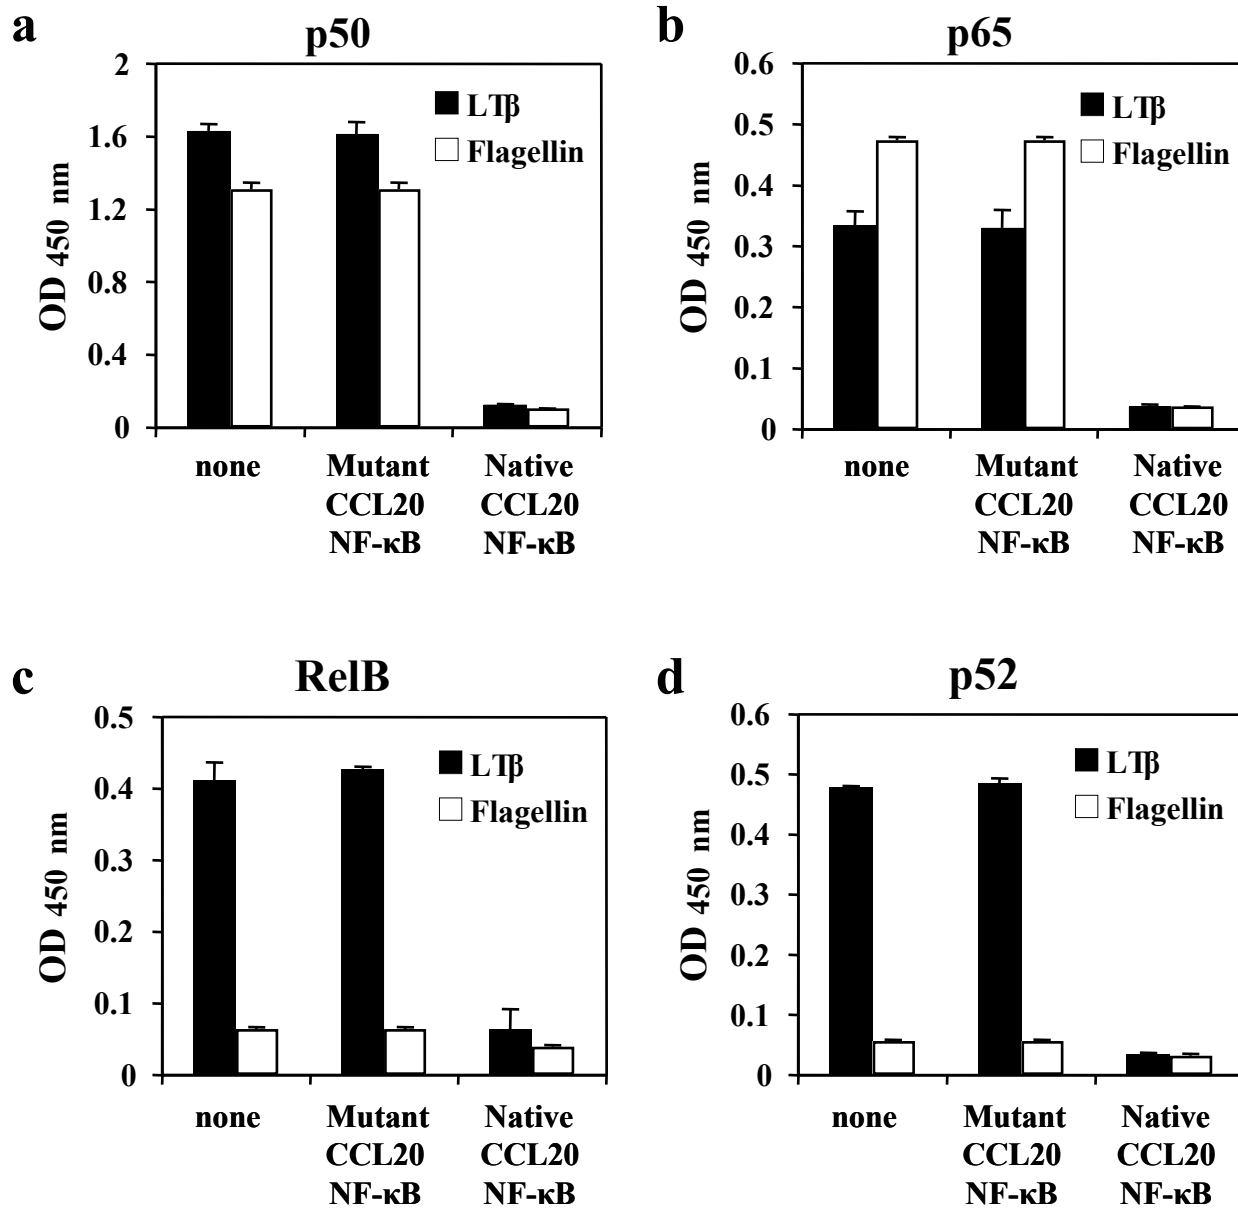 a
p50
2
1.6
1.2
0.8
0.4
0
OD 450 nm
LTβ
Flagellin
none
Mutant
CCL20
NF-κB
Native
CCL20
NF-κB
b
p65
0.6
0.5
0.4
0.3
0.2
0.1
0
OD 450 nm
LTβ
Flagellin
none
Mutant
CCL20
NF-κB
Native
CCL20
NF-κB
c
RelB
0.5
0.4
0.3
0.2
0.1
0
OD 450 nm
LTβ
Flagellin
none
Mutant
CCL20
NF-κB
Native
CCL20
NF-κB
d
p52
0.6
0.5
0.4
0.3
0.2
0.1
0
OD 450 nm
LTβ
Flagellin
none
Mutant
CCL20
NF-κB
Native
CCL20
NF-κB